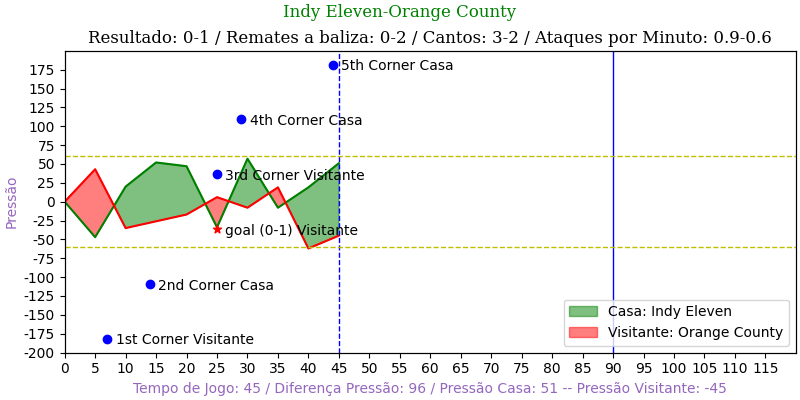 Indy Eleven-Orange County
Resultado: 0-1 / Remates a baliza: 0-2 / Cantos: 3-2 / Ataques por Minuto: 0.9-0.6
175
150
125
100
75
50
25
0
-25
-50
-75
-100
-125
-150
-175
-200
Pressão
5th Corner Casa
4th Corner Casa
3rd Corner Visitante
goal (0-1) Visitante
2nd Corner Casa
1st Corner Visitante
Casa: Indy Eleven
Visitante: Orange County
0 5 10 15 20 25 30 35 40 45 50 55 60 65 70 75 80 85 90 95 100 105 110 115
Tempo de Jogo: 45 / Diferença Pressão: 96 / Pressão Casa: 51 -- Pressão Visitante: -45